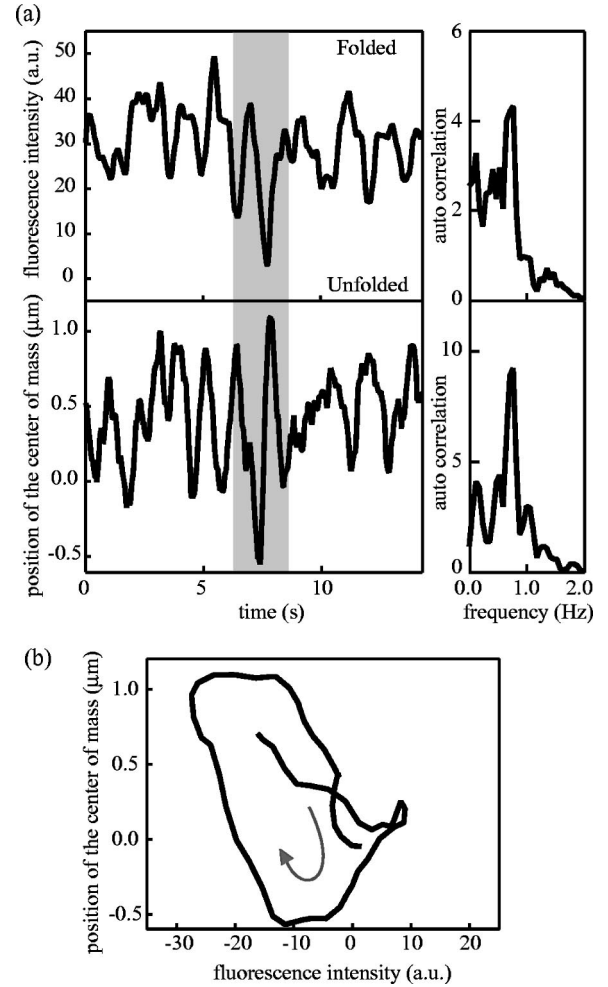 (a)
Folded
Unfolded
fluorescence intensity (a.u.)
50
40
30
20
10
0
position of the center of mass (μm)
1.0
0.5
0.0
-0.5
0
5
10
time (s)
auto correlation
6
4
2
0
auto correlation
10
5
0
0.0
1.0
2.0
frequency (Hz)
(b)
position of the center of mass (μm)
1.0
0.5
0.0
-0.5
-30
-20
-10
0
10
20
fluorescence intensity (a.u.)